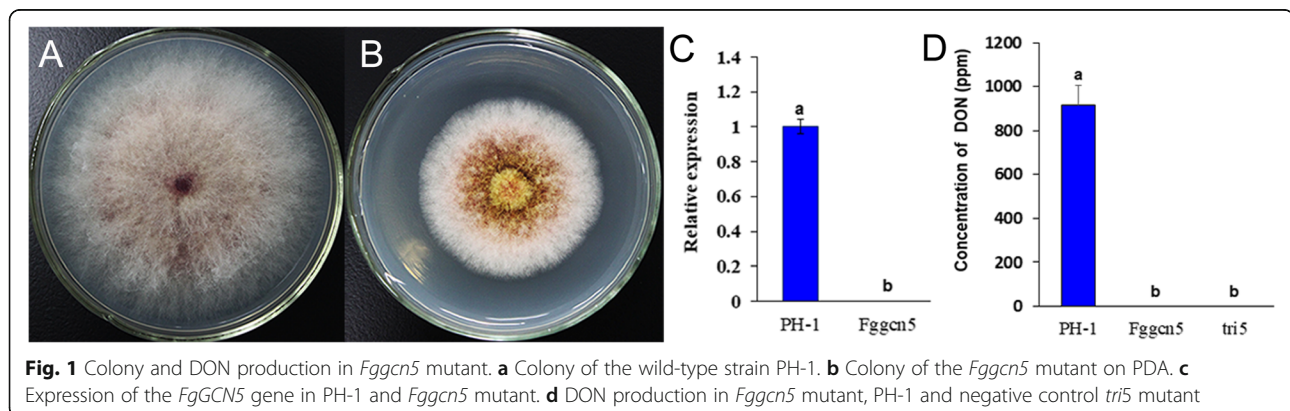 A
B
C
Relative expression
1.4
1.2
1
0.8
0.6
0.4
0.2
0
a
b
PH-1 Fggcn5
D
Concentration of DON (ppm)
1200
1000
800
600
400
200
0
a
b
b
PH-1 Fggcn5 tri5
Fig. 1 Colony and DON production in Fggcn5 mutant. a Colony of the wild-type strain PH-1. b Colony of the Fggcn5 mutant on PDA. c
Expression of the FgGCN5 gene in PH-1 and Fggcn5 mutant. d DON production in Fggcn5 mutant, PH-1 and negative control tri5 mutant